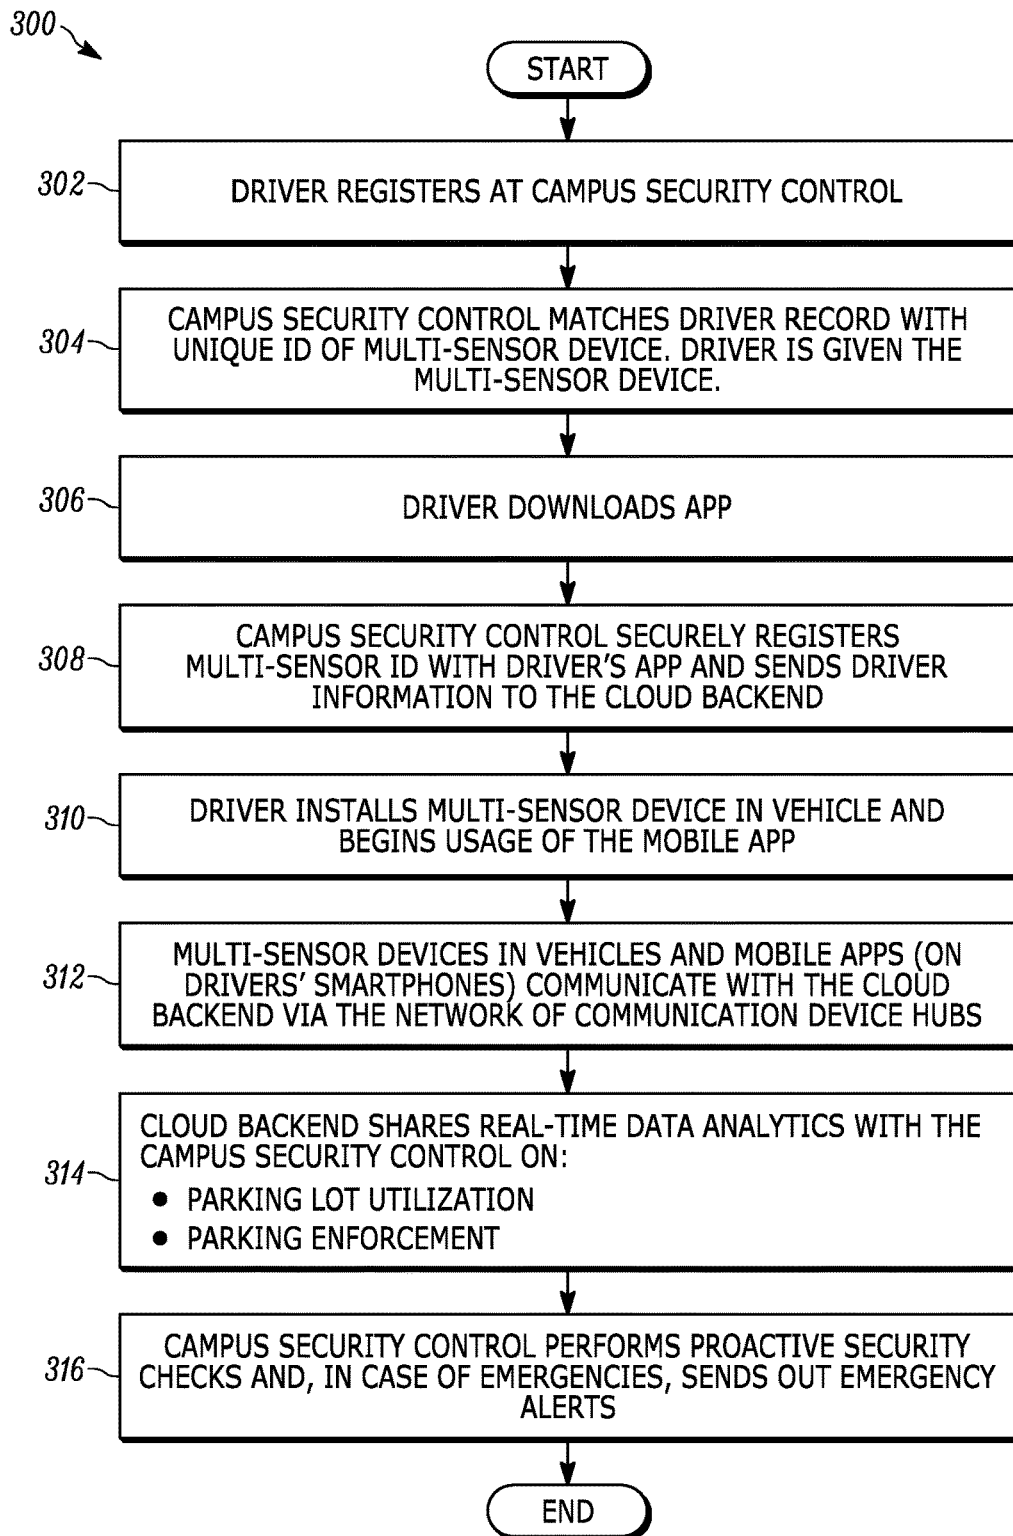 300
START
302
DRIVER REGISTERS AT CAMPUS SECURITY CONTROL
304
CAMPUS SECURITY CONTROL MATCHES DRIVER RECORD WITH
UNIQUE ID OF MULTI-SENSOR DEVICE. DRIVER IS GIVEN THE
MULTI-SENSOR DEVICE.
306
DRIVER DOWNLOADS APP
308
CAMPUS SECURITY CONTROL SECURELY REGISTERS
MULTI-SENSOR ID WITH DRIVER'S APP AND SENDS DRIVER
INFORMATION TO THE CLOUD BACKEND
310
DRIVER INSTALLS MULTI-SENSOR DEVICE IN VEHICLE AND
BEGINS USAGE OF THE MOBILE APP
312
MULTI-SENSOR DEVICES IN VEHICLES AND MOBILE APPS (ON
DRIVERS' SMARTPHONES) COMMUNICATE WITH THE CLOUD
BACKEND VIA THE NETWORK OF COMMUNICATION DEVICE HUBS
314
CLOUD BACKEND SHARES REAL-TIME DATA ANALYTICS WITH THE
CAMPUS SECURITY CONTROL ON:
● PARKING LOT UTILIZATION
● PARKING ENFORCEMENT
316
CAMPUS SECURITY CONTROL PERFORMS PROACTIVE SECURITY
CHECKS AND, IN CASE OF EMERGENCIES, SENDS OUT EMERGENCY
ALERTS
END